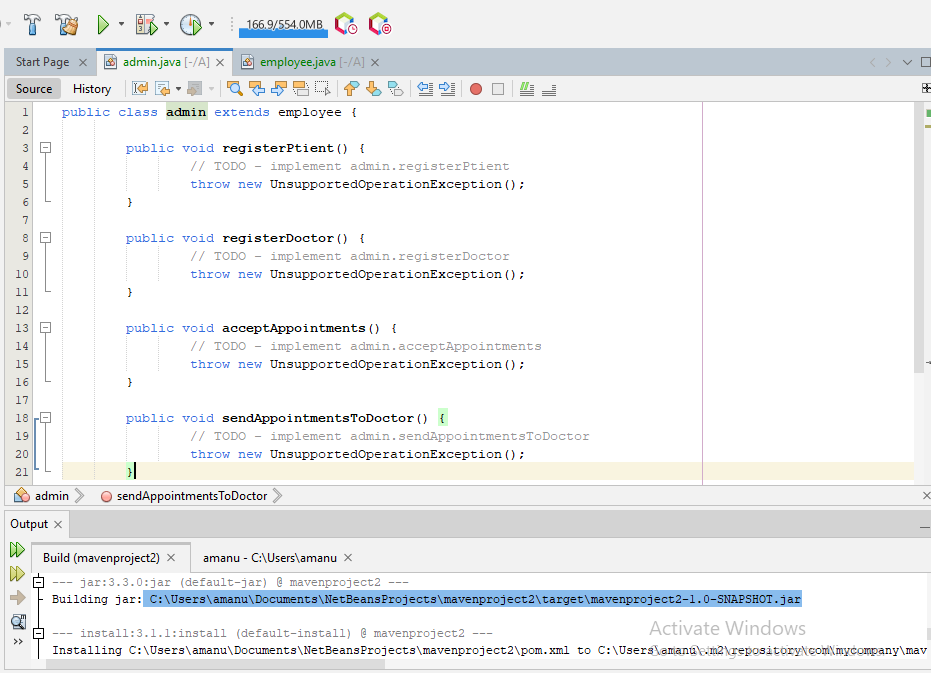 166.9/554.0MB
Start Page
admin.java [-/A]
employee.java [-/A]
Source History
1 public class admin extends employee {
2
3 public void registerPtient() {
4 // TODO - implement admin.registerPtient
5 throw new UnsupportedOperationException();
6 }
7
8 public void registerDoctor() {
9 // TODO - implement admin.registerDoctor
10 throw new UnsupportedOperationException();
11 }
12
13 public void acceptAppointments() {
14 // TODO - implement admin.acceptAppointments
15 throw new UnsupportedOperationException();
16 }
17
18 public void sendAppointmentsToDoctor() {
19 // TODO - implement admin.sendAppointmentsToDoctor
20 throw new UnsupportedOperationException();
21 }
admin sendAppointmentsToDoctor
Output
Build (mavenproject2) amanu - C:\Users\amanu
--- jar:3.3.0:jar (default-jar) @ mavenproject2 ---
Building jar: C:\Users\amanu\Documents\NetBeansProjects\mavenproject2\target\mavenproject2-1.0-SNAPSHOT.jar
--- install:3.1.1:install (default-install) @ mavenproject2 ---
Installing C:\Users\amanu\Documents\NetBeansProjects\mavenproject2\pom.xml to C:\Users\amanu\.m2\repository\com\mycompany\mav
Activate Windows
Go to Settings to activate Windows.